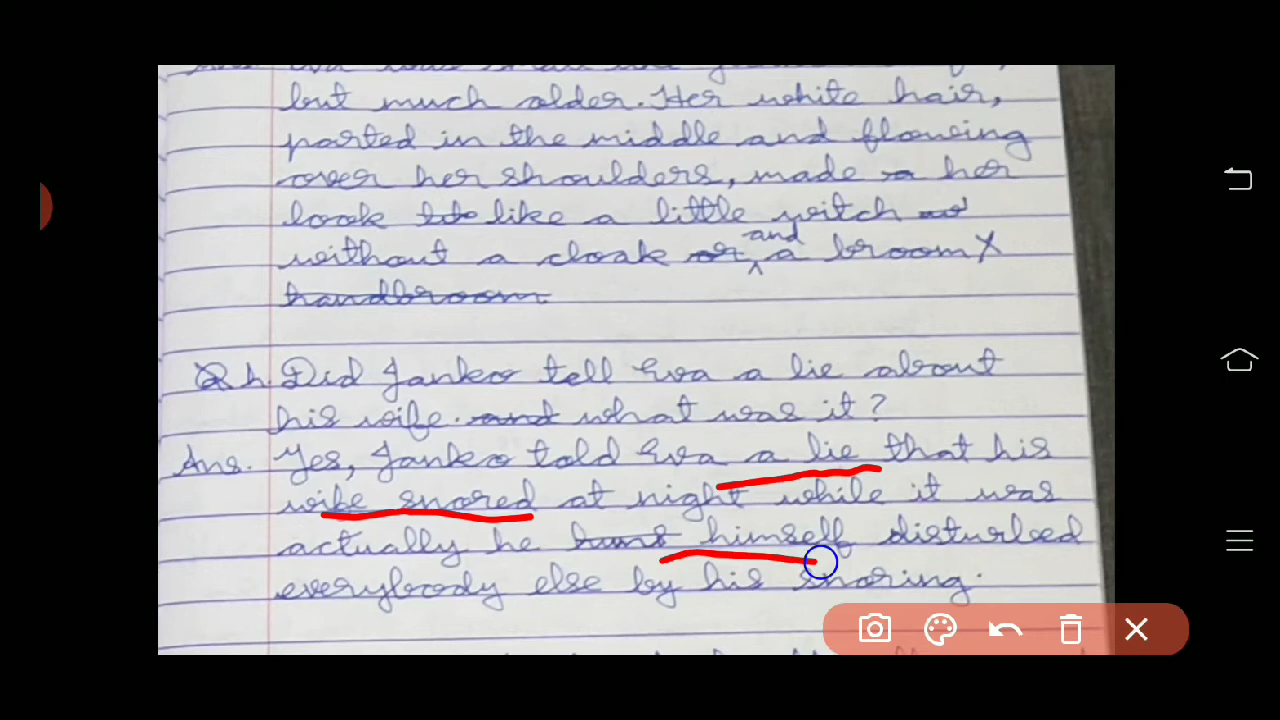 but much older. Her white hair,
parted in the middle and flowing
over her shoulders, made her
look like a little witch
without a cloak and a broom
handbroom
Q h. Did Janko tell Eva a lie about
his wife. and what was it?
Ans. Yes, Janko told Eva a lie that his
wife snored at night while it was
actually he himself disturbed
everybody else by his snoring.